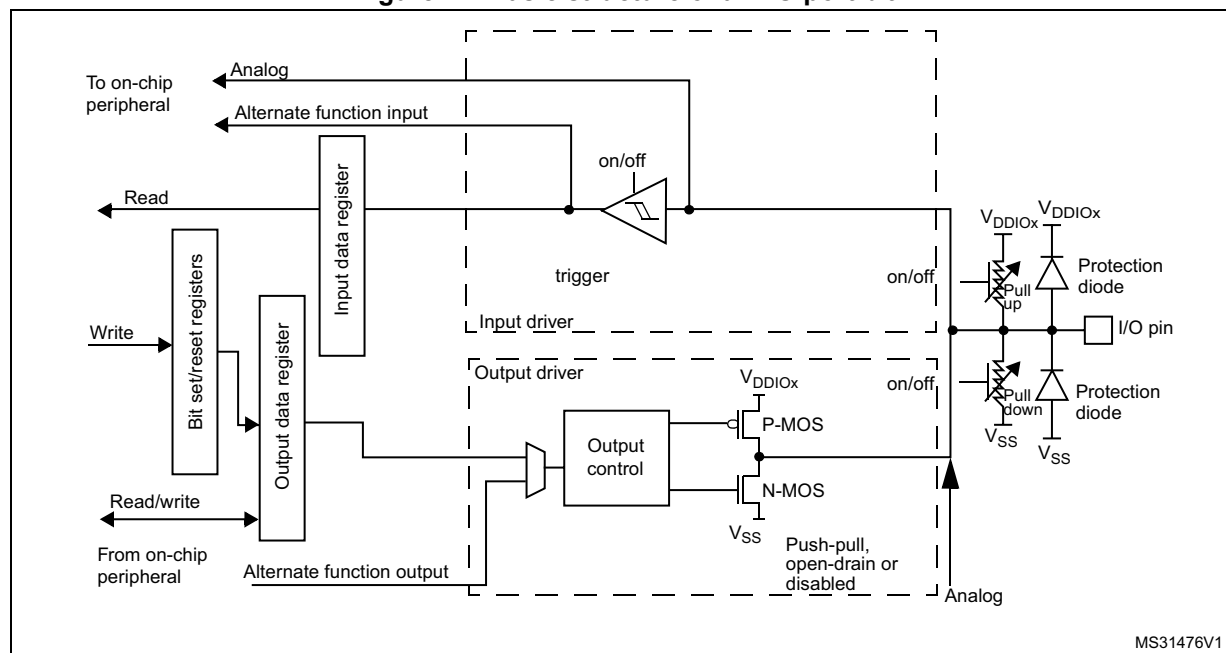 To on-chip
peripheral
Analog
Alternate function input
on/off
Read
Input data register
trigger
Input driver
on/off
VDDIOx
VDDIOx
Pull
up
Protection
diode
I/O pin
Write
Bit set/reset registers
Output data register
Output driver
VDDIOx
on/off
Pull
down
Protection
diode
VSS
VSS
P-MOS
Output
control
N-MOS
VSS
Read/write
From on-chip
peripheral
Alternate function output
Push-pull,
open-drain or
disabled
Analog
MS31476V1